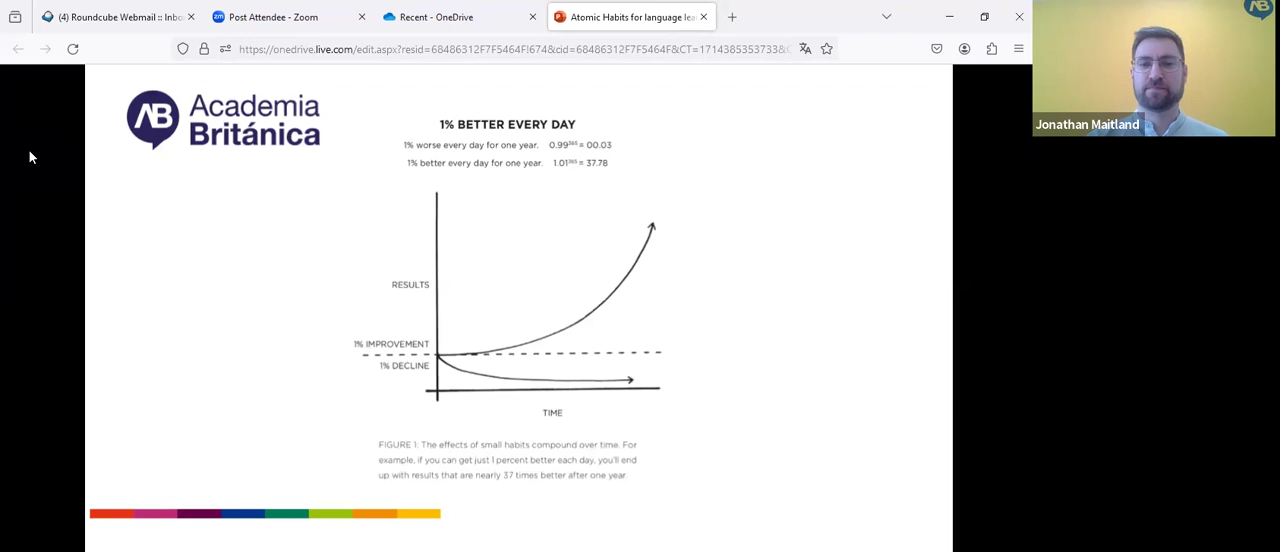 (4) Roundcube Webmail :: Inbo
Post Attendee - Zoom
Recent - OneDrive
Atomic Habits for language lea
https://onedrive.live.com/edit.aspx?resid=68486312F7F5464F!674&cid=68486312F7F5464F&CT=1714385353733&
AB
Jonathan Maitland
AB Academia
Británica
1% BETTER EVERY DAY
1% worse every day for one year. 0.99³⁶⁵ = 00.03
1% better every day for one year. 1.01³⁶⁵ = 37.78
RESULTS
1% IMPROVEMENT
1% DECLINE
TIME
FIGURE 1: The effects of small habits compound over time. For
example, if you can get just 1 percent better each day, you'll end
up with results that are nearly 37 times better after one year.